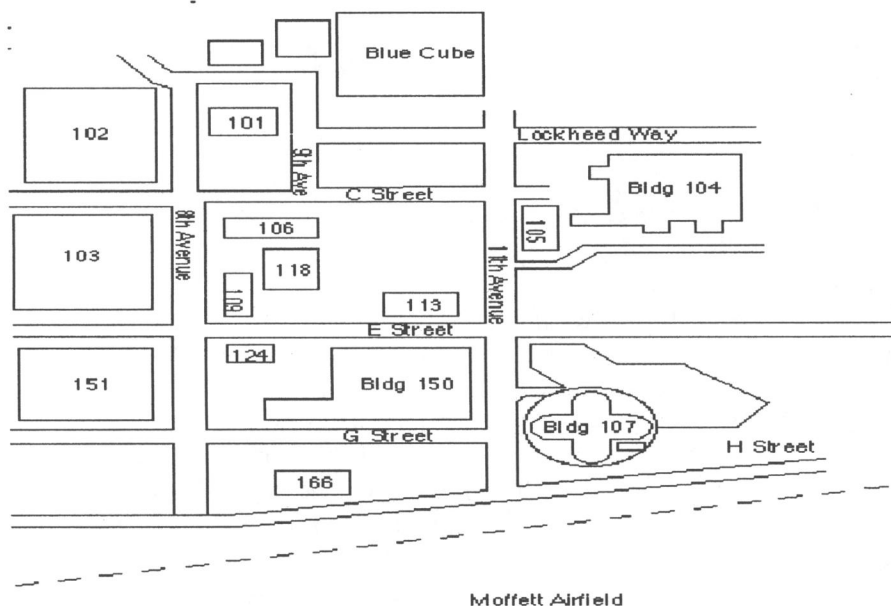 Blue Cube
101
102
Lockheed Way
9th Ave
Bldg 104
C Street
105
106
8th Avenue
103
118
11th Avenue
109
113
E Street
124
151
Bldg 150
Bldg 107
G Street
H Street
166
Moffett Airfield